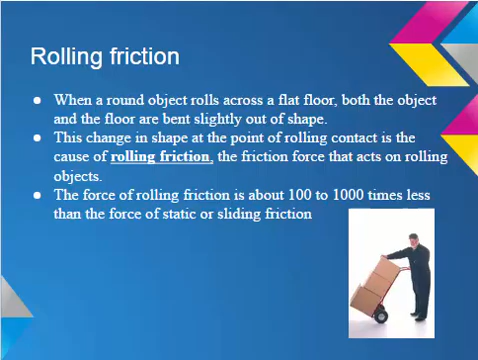 Rolling friction
● When a round object rolls across a flat floor, both the object
and the floor are bent slightly out of shape.
● This change in shape at the point of rolling contact is the
cause of rolling friction, the friction force that acts on rolling
objects.
● The force of rolling friction is about 100 to 1000 times less
than the force of static or sliding friction